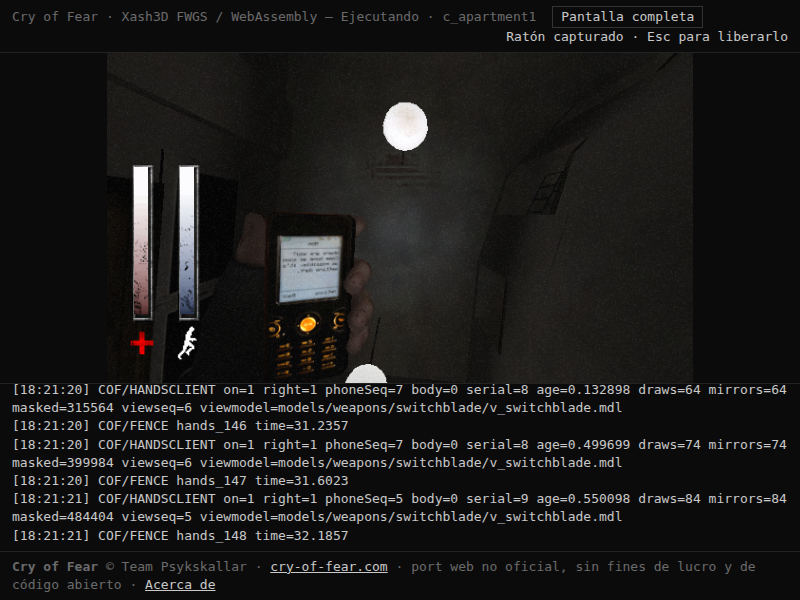 Cry of Fear · Xash3D FWGS / WebAssembly — Ejecutando · c_apartment1
Pantalla completa
Ratón capturado · Esc para liberarlo
[18:21:20] COF/HANDSCLIENT on=1 right=1 phoneSeq=7 body=0 serial=8 age=0.132898 draws=64 mirrors=64
masked=315564 viewseq=6 viewmodel=models/weapons/switchblade/v_switchblade.mdl
[18:21:20] COF/FENCE hands_146 time=31.2357
[18:21:20] COF/HANDSCLIENT on=1 right=1 phoneSeq=7 body=0 serial=8 age=0.499699 draws=74 mirrors=74
masked=399984 viewseq=6 viewmodel=models/weapons/switchblade/v_switchblade.mdl
[18:21:20] COF/FENCE hands_147 time=31.6023
[18:21:21] COF/HANDSCLIENT on=1 right=1 phoneSeq=5 body=0 serial=9 age=0.550098 draws=84 mirrors=84
masked=484404 viewseq=5 viewmodel=models/weapons/switchblade/v_switchblade.mdl
[18:21:21] COF/FENCE hands_148 time=32.1857
Cry of Fear © Team Psykskallar · cry-of-fear.com · port web no oficial, sin fines de lucro y de
código abierto · Acerca de